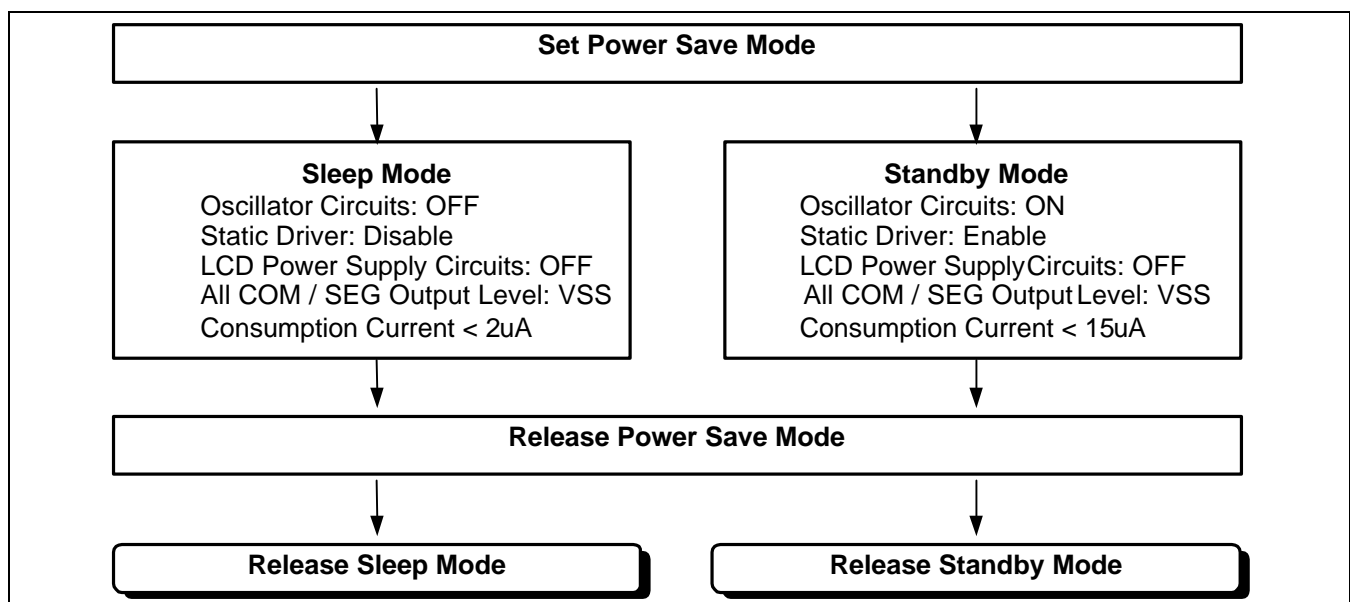 Set Power Save Mode
Sleep Mode
Oscillator Circuits: OFF
Static Driver: Disable
LCD Power Supply Circuits: OFF
All COM / SEG Output Level: VSS
Consumption Current < 2uA
Standby Mode
Oscillator Circuits: ON
Static Driver: Enable
LCD Power Supply Circuits: OFF
All COM / SEG Output Level: VSS
Consumption Current < 15uA
Release Power Save Mode
Release Sleep Mode
Release Standby Mode